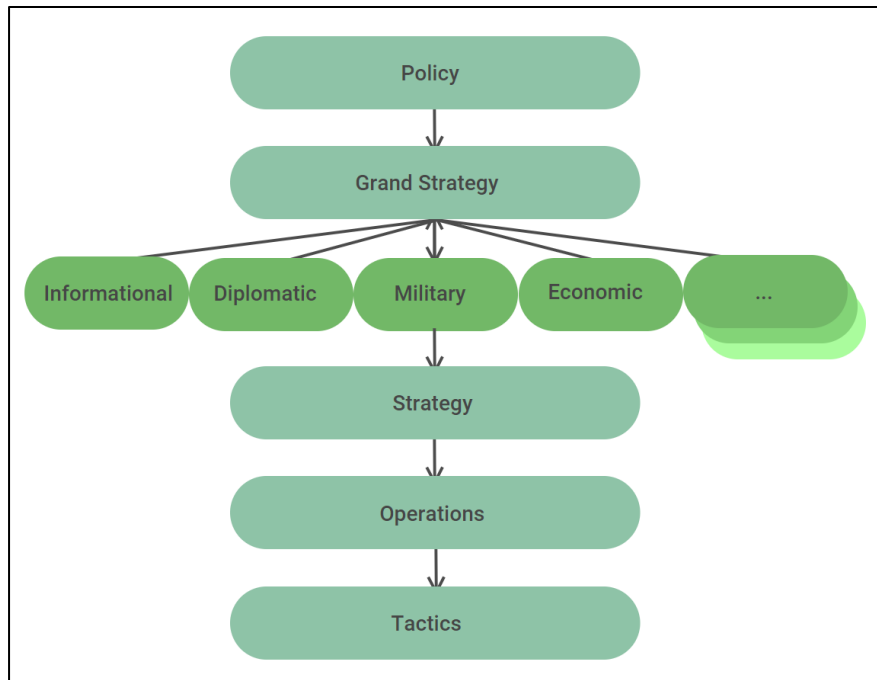 Policy
Grand Strategy
Informational
Diplomatic
Military
Economic
...
Strategy
Operations
Tactics